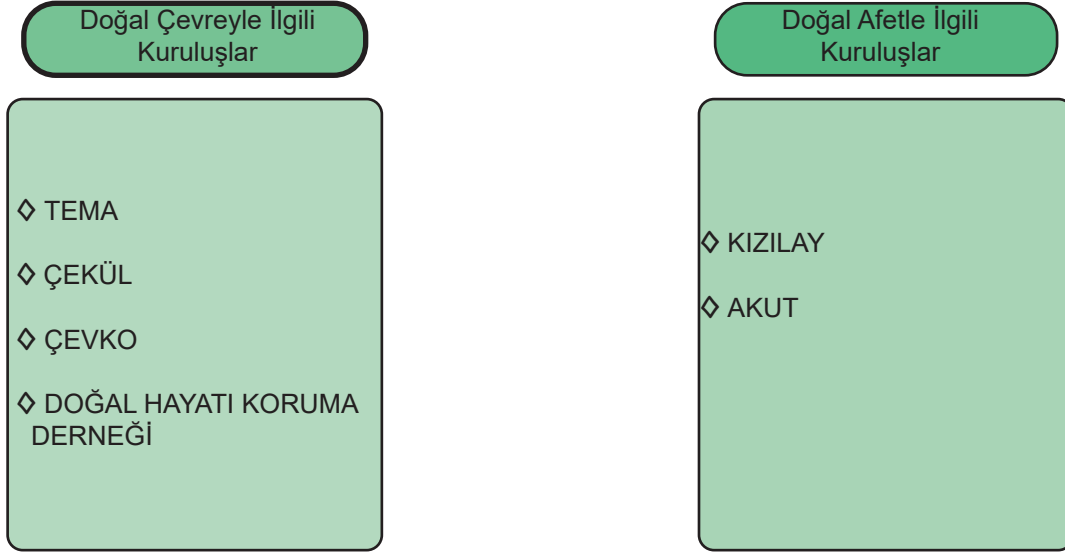 Doğal Çevreyle İlgili
Kuruluşlar
◊ TEMA
◊ ÇEKÜL
◊ ÇEVKO
◊ DOĞAL HAYATI KORUMA
DERNEĞİ
Doğal Afetle İlgili
Kuruluşlar
◊ KIZILAY
◊ AKUT